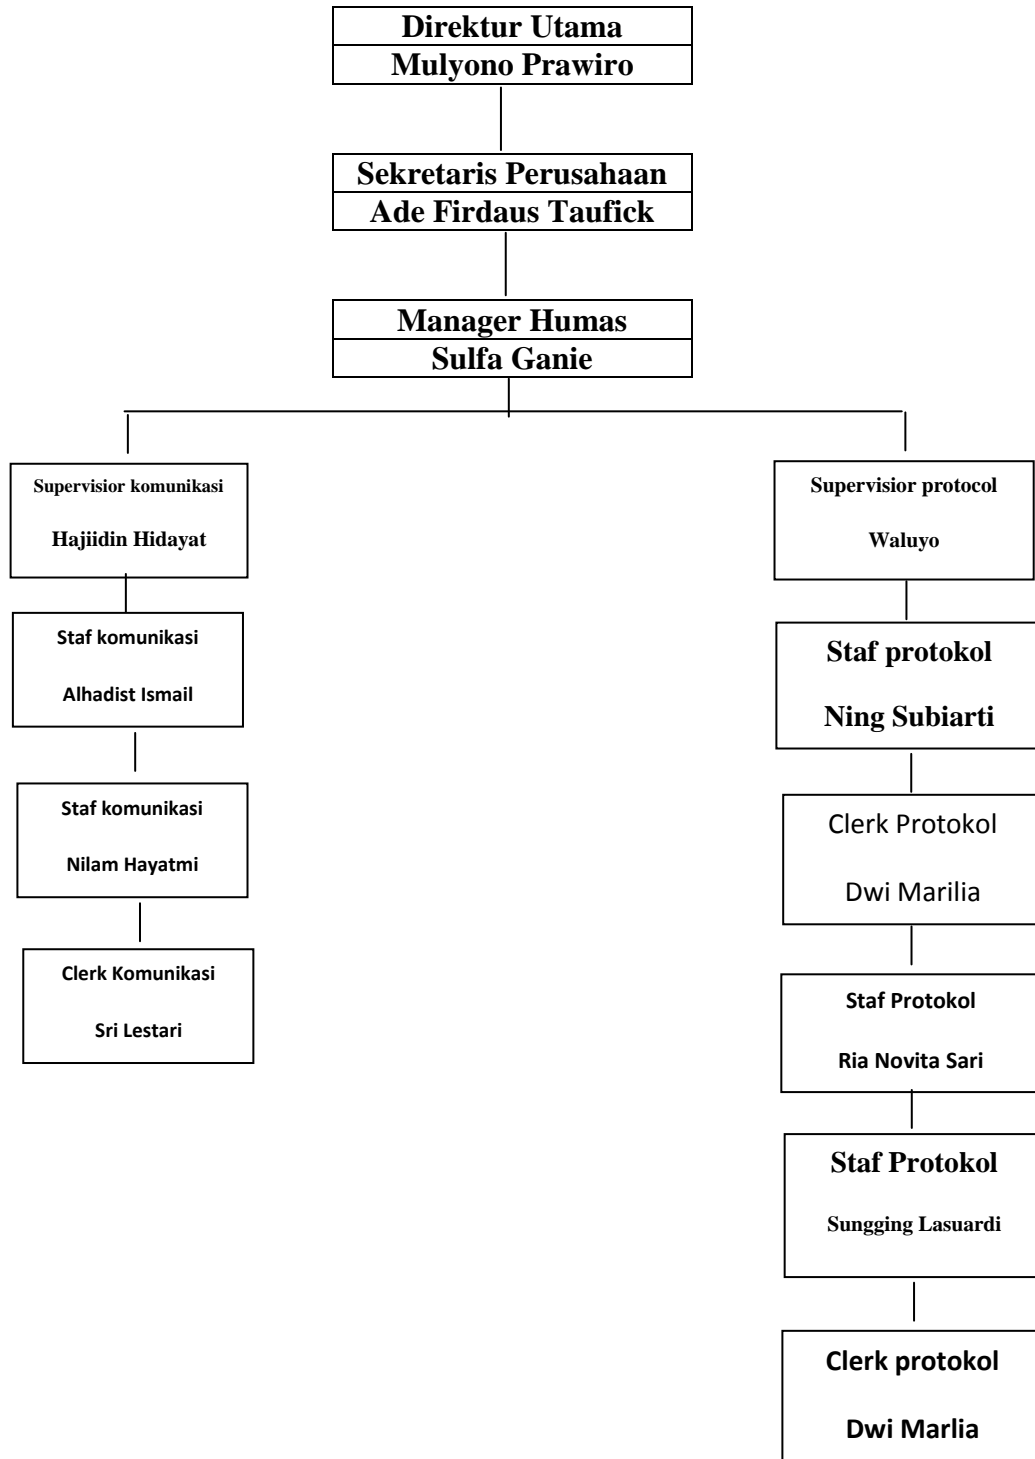 Direktur Utama
Mulyono Prawiro
Sekretaris Perusahaan
Ade Firdaus Taufick
Manager Humas
Sulfa Ganie
Supervisior komunikasi
Hajiidin Hidayat
Staf komunikasi
Alhadist Ismail
Staf komunikasi
Nilam Hayatmi
Clerk Komunikasi
Sri Lestari
Supervisior protocol
Waluyo
Staf protokol
Ning Subiarti
Clerk Protokol
Dwi Marilia
Staf Protokol
Ria Novita Sari
Staf Protokol
Sungging Lasuardi
Clerk protokol
Dwi Marlia